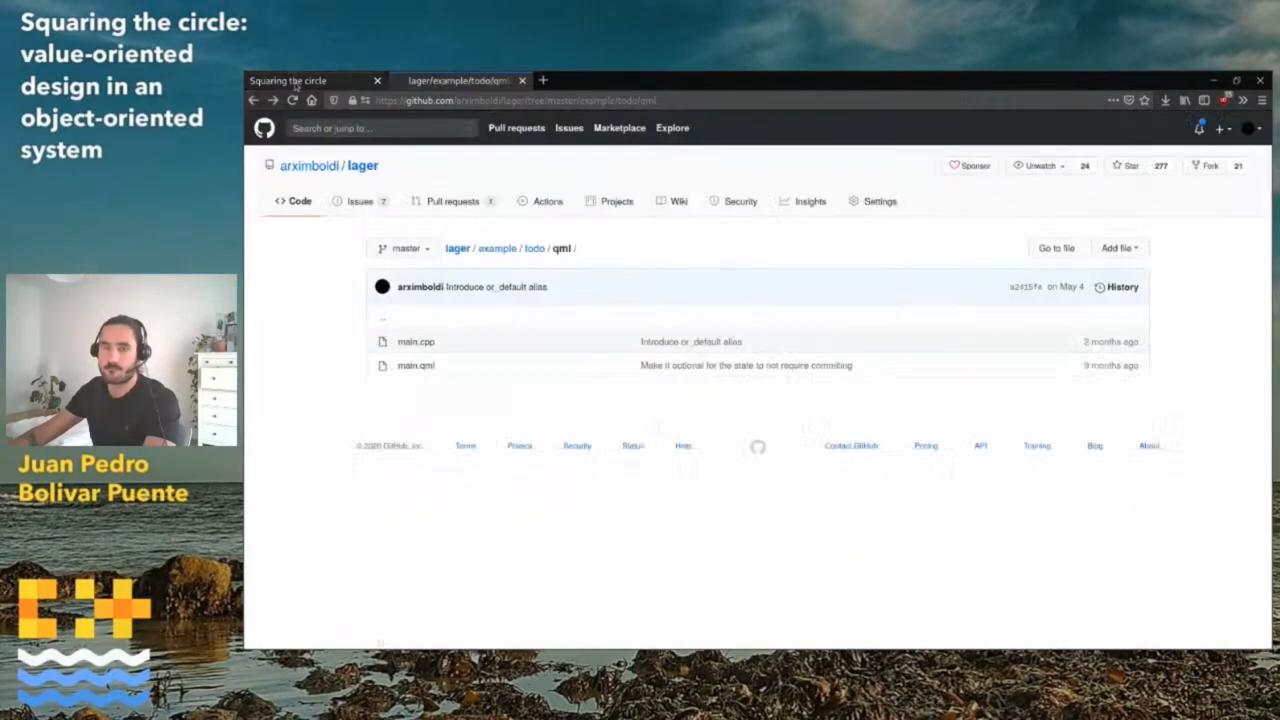 Squaring the circle:
value-oriented
design in an
object-oriented
system
Juan Pedro
Bolivar Puente
Squaring the circle
lager/example/todo/qml
https://github.com/arximboldi/lager/tree/master/example/todo/qml
Search or jump to...
Pull requests Issues Marketplace Explore
arximboldi / lager
Sponsor Unwatch 24 Star 277 Fork 21
Code Issues 7 Pull requests 1 Actions Projects Wiki Security Insights Settings
master lager / example / todo / qml /
Go to file Add file
arximboldi Introduce or_default alias on May 4 History
..
main.cpp Introduce or_default alias 2 months ago
main.qml Make it optional for the state to not require commiting 9 months ago
© 2020 GitHub, Inc. Terms Privacy Security Status Help Contact GitHub Pricing API Training Blog About